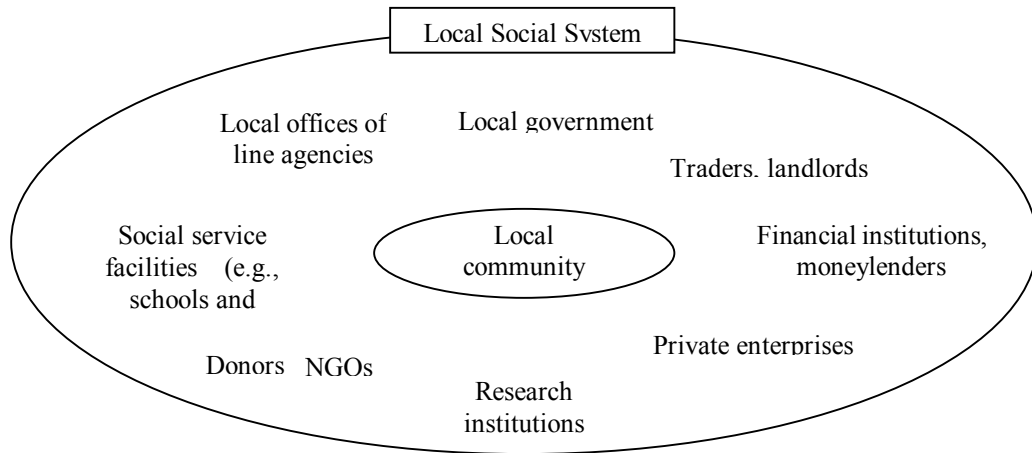 Local Social System
Local offices of
line agencies
Local government
Traders, landlords
Social service
facilities (e.g.,
schools and
Local
community
Financial institutions,
moneylenders
Private enterprises
Donors NGOs
Research
institutions